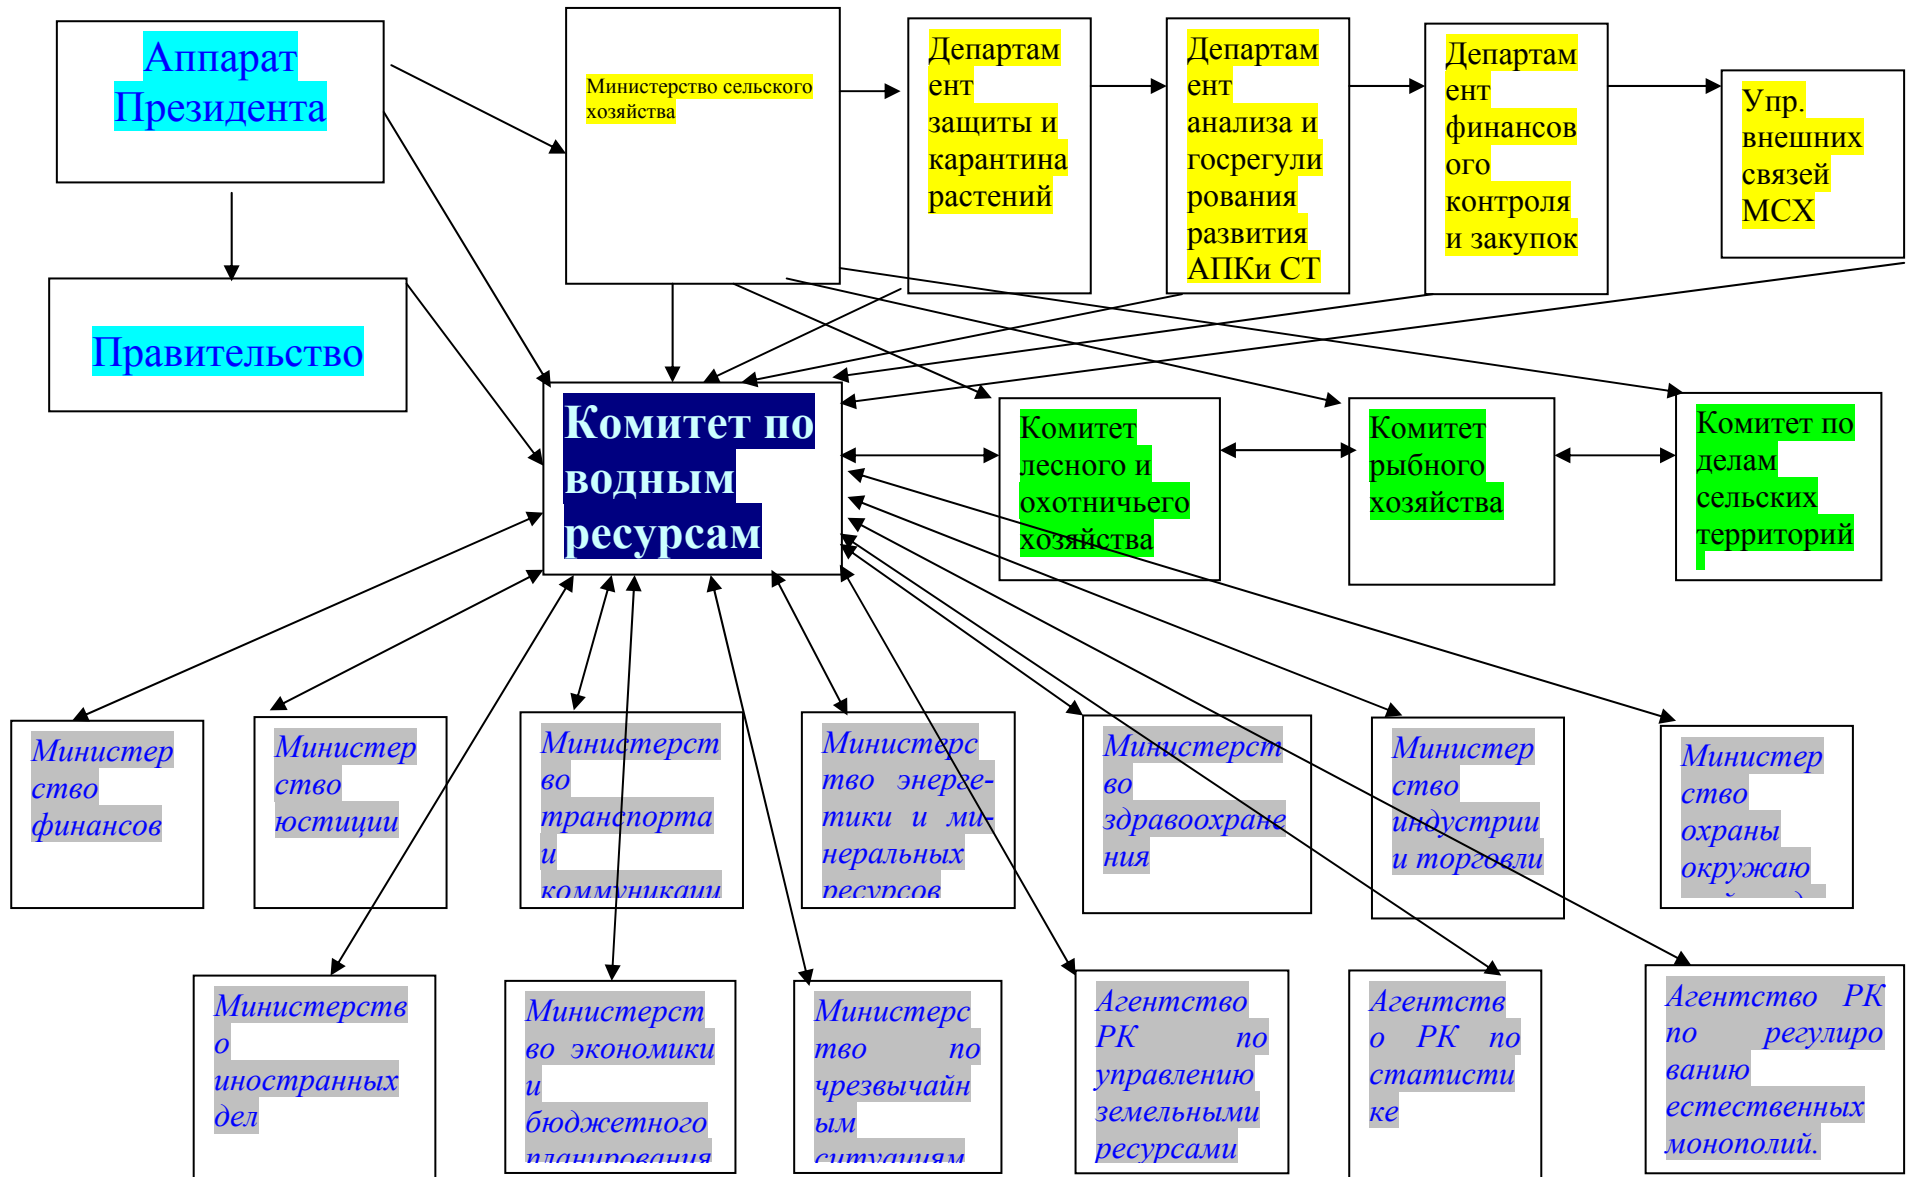 Аппарат
Президента
Министерство сельского
хозяйства
Департам
ент
защиты и
карантина
растений
Департам
ент
анализа и
госрегули
рования
развития
АПКи СТ
Департам
ент
финансов
ого
контроля
и закупок
Упр.
внешних
связей
МСХ
Правительство
Комитет по
водным
ресурсам
Комитет
лесного и
охотничьего
хозяйства
Комитет
рыбного
хозяйства
Комитет по
делам
сельских
территорий
Министер
ство
финансов
Министер
ство
юстиции
Министерст
во
транспорта
и
коммуникаци
Министерс
тво энерге-
тики и ми-
неральных
ресурсов
Министерст
во
здравоохране
ния
Министер
ство
индустрии
и торговли
Министер
ство
охраны
окружаю
Министерств
о
иностранных
дел
Министерст
во экономики
и
бюджетного
планирования
Министерс
тво по
чрезвычайн
ым
ситуациям
Агентство
РК по
управлению
земельными
ресурсами
Агентств
о РК по
статисти
ке
Агентство РК
по регулиро
ванию
естественных
монополий.